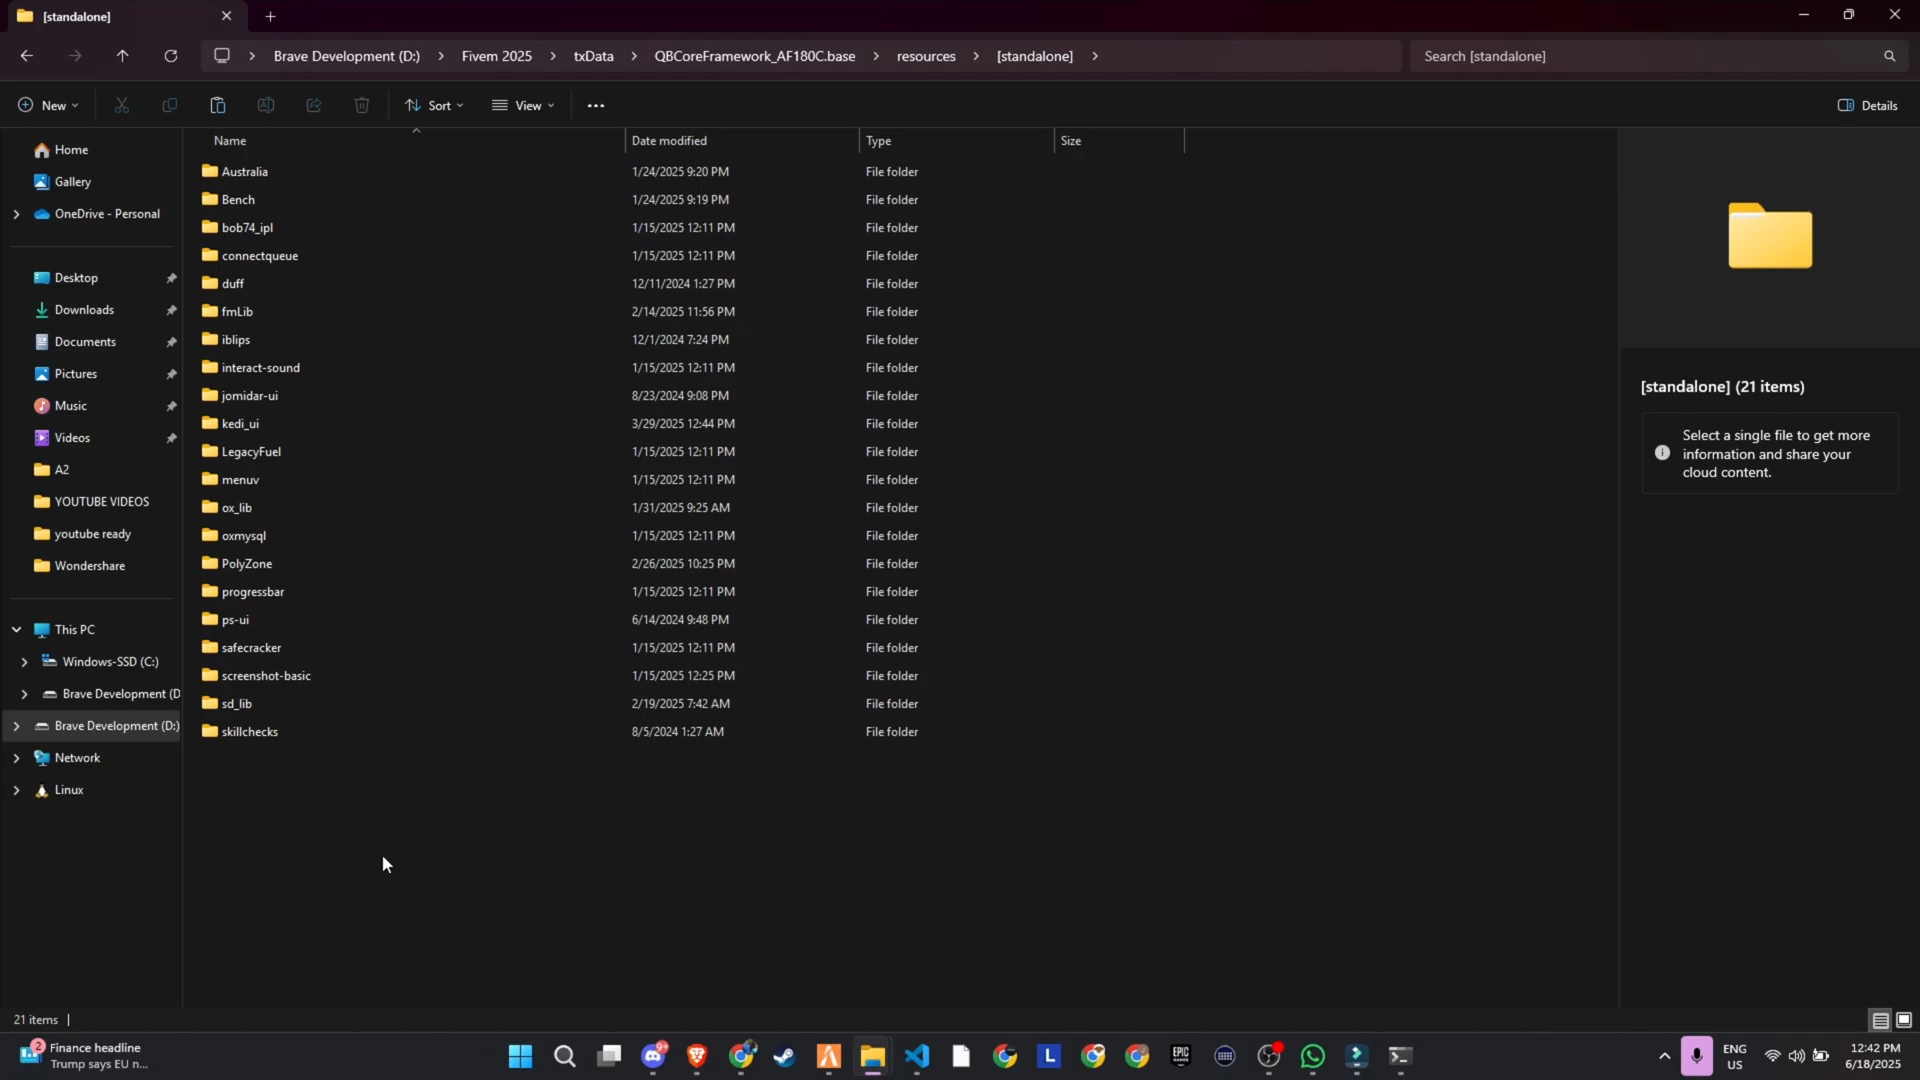 [standalone]
Brave Development (D:) > Fivem 2025 > txData > QBCoreFramework_AF180C.base > resources > [standalone] >
Search [standalone]
New
Sort
View
Details
Name
Date modified
Type
Size
Home
Gallery
OneDrive - Personal
Desktop
Downloads
Documents
Pictures
Music
Videos
A2
YOUTUBE VIDEOS
youtube ready
Wondershare
This PC
Windows-SSD (C:)
Brave Development (D
Brave Development (D:)
Network
Linux
Australia 1/24/2025 9:20 PM File folder
Bench 1/24/2025 9:19 PM File folder
bob74_ipl 1/15/2025 12:11 PM File folder
connectqueue 1/15/2025 12:11 PM File folder
duff 12/11/2024 1:27 PM File folder
fmLib 2/14/2025 11:56 PM File folder
iblips 12/1/2024 7:24 PM File folder
interact-sound 1/15/2025 12:11 PM File folder
jomidar-ui 8/23/2024 9:08 PM File folder
kedi_ui 3/29/2025 12:44 PM File folder
LegacyFuel 1/15/2025 12:11 PM File folder
menuv 1/15/2025 12:11 PM File folder
ox_lib 1/31/2025 9:25 AM File folder
oxmysql 1/15/2025 12:11 PM File folder
PolyZone 2/26/2025 10:25 PM File folder
progressbar 1/15/2025 12:11 PM File folder
ps-ui 6/14/2024 9:48 PM File folder
safecracker 1/15/2025 12:11 PM File folder
screenshot-basic 1/15/2025 12:25 PM File folder
sd_lib 2/19/2025 7:42 AM File folder
skillchecks 8/5/2024 1:27 AM File folder
[standalone] (21 items)
Select a single file to get more
information and share your
cloud content.
21 items
2
Finance headline
Trump says EU n...
9+
L
EPIC
GAMES
ENG
US
12:42 PM
6/18/2025